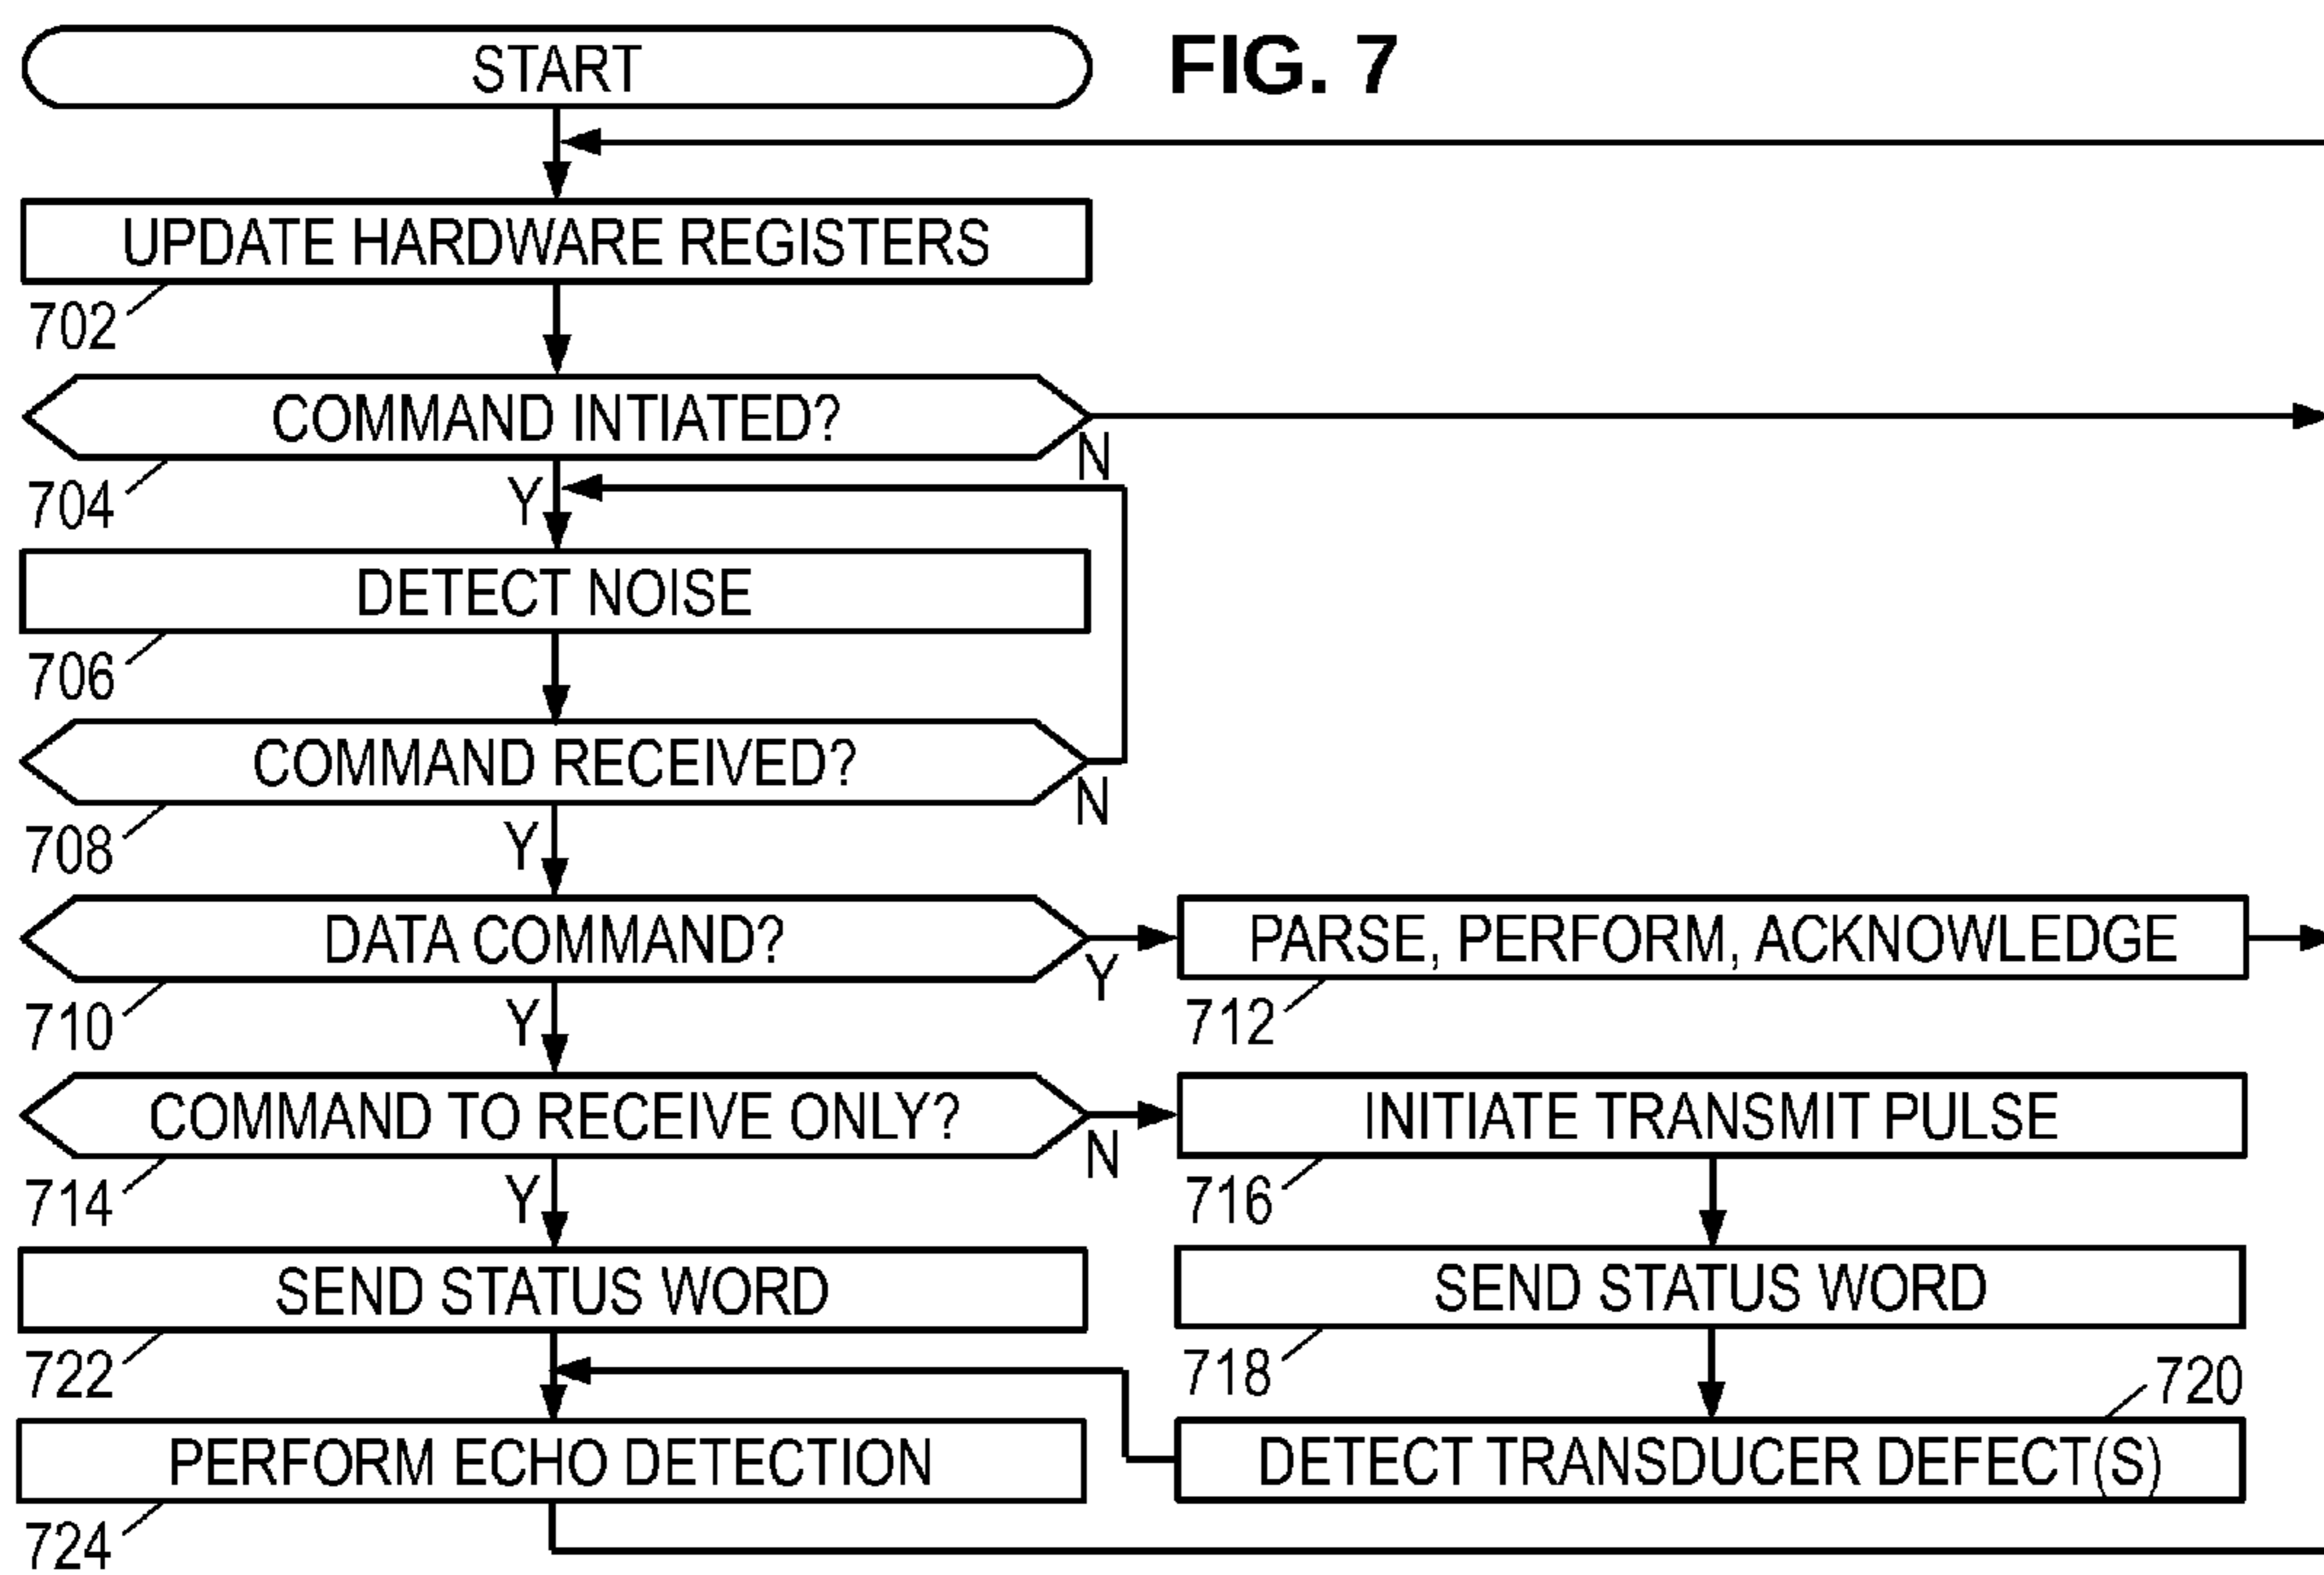 START
FIG. 7
UPDATE HARDWARE REGISTERS
702
COMMAND INTIATED?
N
704
Y
DETECT NOISE
706
COMMAND RECEIVED?
N
708
Y
DATA COMMAND?
Y
PARSE, PERFORM, ACKNOWLEDGE
710
Y
712
COMMAND TO RECEIVE ONLY?
N
INITIATE TRANSMIT PULSE
714
Y
716
SEND STATUS WORD
SEND STATUS WORD
722
718
720
PERFORM ECHO DETECTION
DETECT TRANSDUCER DEFECT(S)
724